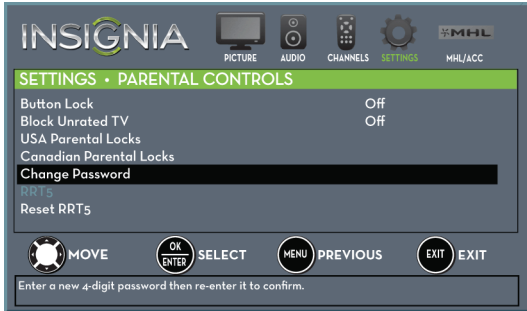 INSIGNIA
PICTURE AUDIO CHANNELS SETTINGS MHL MHL/ACC
SETTINGS • PARENTAL CONTROLS
Button Lock Off
Block Unrated TV Off
USA Parental Locks
Canadian Parental Locks
Change Password
RRT5
Reset RRT5
MOVE OK ENTER SELECT MENU PREVIOUS EXIT EXIT
Enter a new 4-digit password then re-enter it to confirm.